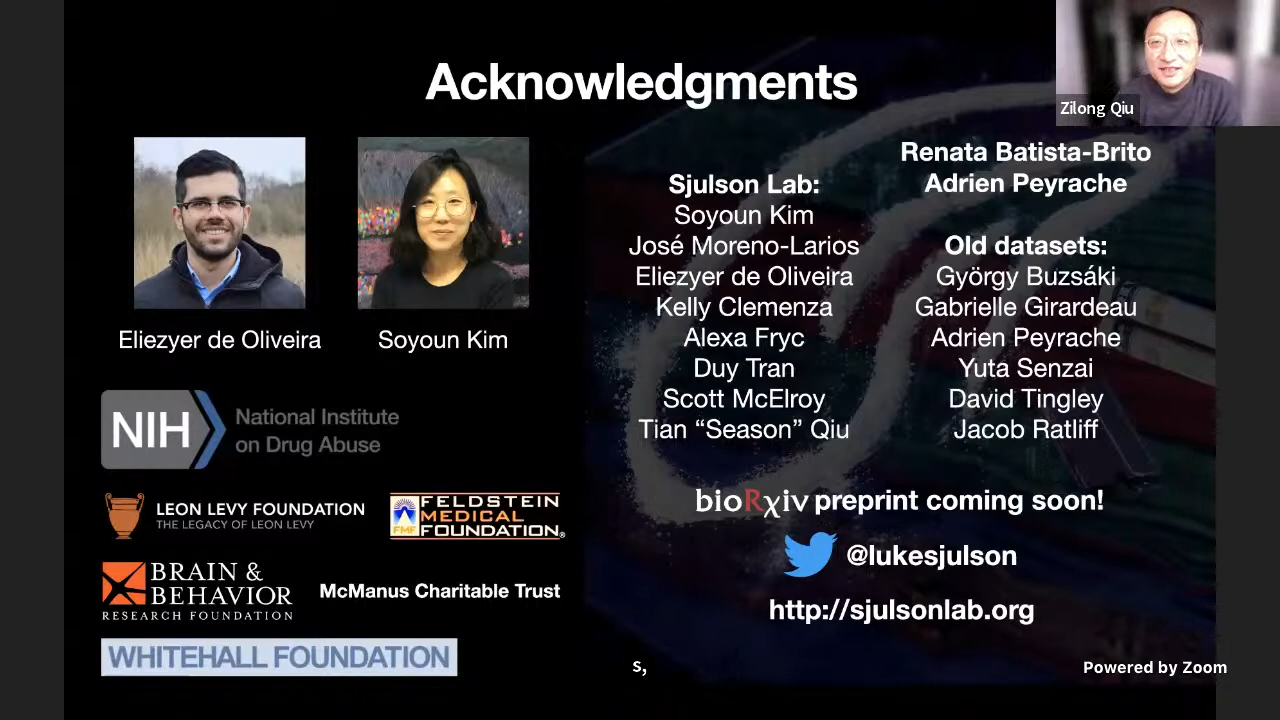 Acknowledgments
Zilong Qiu
Eliezyer de Oliveira
Soyoun Kim
NIH
National Institute
on Drug Abuse
LEON LEVY FOUNDATION
THE LEGACY OF LEON LEVY
FMF
FELDSTEIN
MEDICAL
FOUNDATION®
BRAIN &
BEHAVIOR
RESEARCH FOUNDATION
McManus Charitable Trust
WHITEHALL FOUNDATION
Sjulson Lab:
Soyoun Kim
José Moreno-Larios
Eliezyer de Oliveira
Kelly Clemenza
Alexa Fryc
Duy Tran
Scott McElroy
Tian “Season” Qiu
Renata Batista-Brito
Adrien Peyrache
Old datasets:
György Buzsáki
Gabrielle Girardeau
Adrien Peyrache
Yuta Senzai
David Tingley
Jacob Ratliff
bioRχiv preprint coming soon!
@lukesjulson
http://sjulsonlab.org
s,
Powered by Zoom